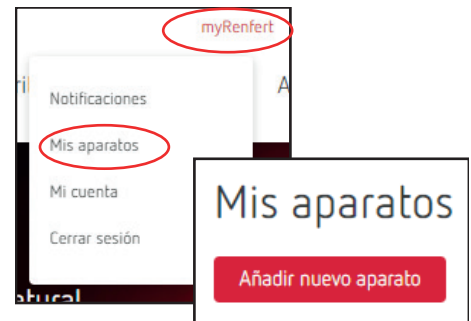 myRenfert
Notificaciones
Mis aparatos
Mi cuenta
Cerrar sesión
Mis aparatos
Añadir nuevo aparato